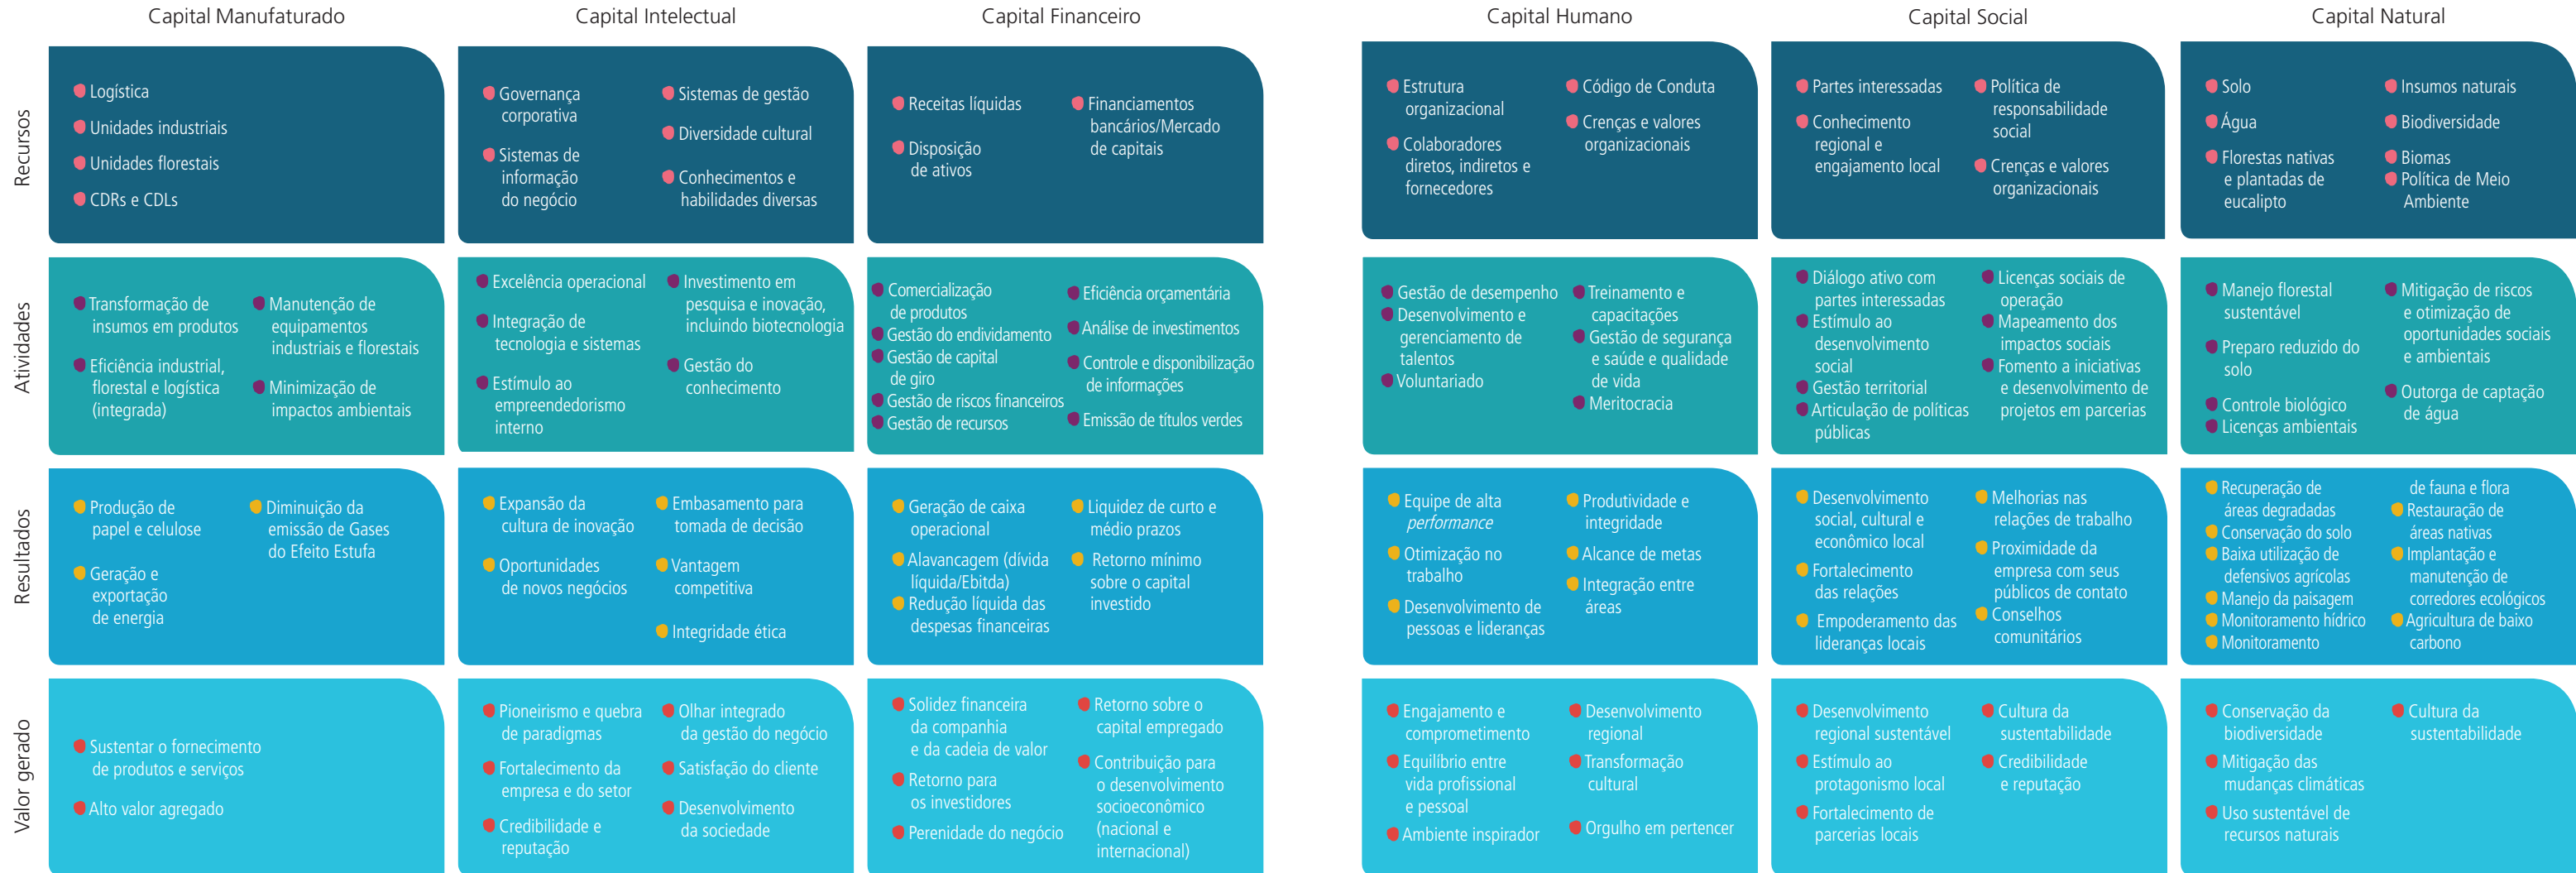 Capital Manufaturado
Capital Intelectual
Capital Financeiro
Capital Humano
Capital Social
Capital Natural
Recursos
Logística
Unidades industriais
Unidades florestais
CDRs e CDLs
Governança
corporativa
Sistemas de
informação
do negócio
Sistemas de gestão
Diversidade cultural
Conhecimentos e
habilidades diversas
Receitas líquidas
Disposição
de ativos
Financiamentos
bancários/Mercado
de capitais
Estrutura
organizacional
Colaboradores
diretos, indiretos e
fornecedores
Código de Conduta
Crenças e valores
organizacionais
Partes interessadas
Conhecimento
regional e
engajamento local
Política de
responsabilidade
social
Crenças e valores
organizacionais
Solo
Água
Florestas nativas
e plantadas de
eucalipto
Insumos naturais
Biodiversidade
Biomas
Política de Meio
Ambiente
Atividades
Transformação de
insumos em produtos
Eficiência industrial,
florestal e logística
(integrada)
Manutenção de
equipamentos
industriais e florestais
Minimização de
impactos ambientais
Excelência operacional
Integração de
tecnologia e sistemas
Estímulo ao
empreendedorismo
interno
Investimento em
pesquisa e inovação,
incluindo biotecnologia
Gestão do
conhecimento
Comercialização
de produtos
Gestão do endividamento
Gestão de capital
de giro
Gestão de riscos financeiros
Gestão de recursos
Eficiência orçamentária
Análise de investimentos
Controle e disponibilização
de informações
Emissão de títulos verdes
Gestão de desempenho
Desenvolvimento e
gerenciamento de
talentos
Voluntariado
Treinamento e
capacitações
Gestão de segurança
e saúde e qualidade
de vida
Meritocracia
Diálogo ativo com
partes interessadas
Estímulo ao
desenvolvimento
social
Gestão territorial
Articulação de políticas
públicas
Licenças sociais de
operação
Mapeamento dos
impactos sociais
Fomento a iniciativas
e desenvolvimento de
projetos em parcerias
Manejo florestal
sustentável
Preparo reduzido do
solo
Controle biológico
Licenças ambientais
Mitigação de riscos
e otimização de
oportunidades sociais
e ambientais
Outorga de captação
de água
Resultados
Produção de
papel e celulose
Geração e
exportação
de energia
Diminuição da
emissão de Gases
do Efeito Estufa
Expansão da
cultura de inovação
Oportunidades
de novos negócios
Embasamento para
tomada de decisão
Vantagem
competitiva
Integridade ética
Geração de caixa
operacional
Alavancagem (dívida
líquida/Ebitda)
Redução líquida das
despesas financeiras
Liquidez de curto e
médio prazos
Retorno mínimo
sobre o capital
investido
Equipe de alta
performance
Otimização no
trabalho
Desenvolvimento de
pessoas e lideranças
Produtividade e
integridade
Alcance de metas
Integração entre
áreas
Desenvolvimento
social, cultural e
econômico local
Fortalecimento
das relações
Empoderamento das
lideranças locais
Melhorias nas
relações de trabalho
Proximidade da
empresa com seus
públicos de contato
Conselhos
comunitários
Recuperação de
áreas degradadas
Conservação do solo
Baixa utilização de
defensivos agrícolas
Manejo da paisagem
Monitoramento hídrico
Monitoramento
de fauna e flora
Restauração de
áreas nativas
Implantação e
manutenção de
corredores ecológicos
Agricultura de baixo
carbono
Valor gerado
Sustentar o fornecimento
de produtos e serviços
Alto valor agregado
Pioneirismo e quebra
de paradigmas
Fortalecimento da
empresa e do setor
Credibilidade e
reputação
Olhar integrado
da gestão do negócio
Satisfação do cliente
Desenvolvimento
da sociedade
Solidez financeira
da companhia
e da cadeia de valor
Retorno para
os investidores
Perenidade do negócio
Retorno sobre o
capital empregado
Contribuição para
o desenvolvimento
socioeconômico
(nacional e
internacional)
Engajamento e
comprometimento
Equilíbrio entre
vida profissional
e pessoal
Ambiente inspirador
Desenvolvimento
regional
Transformação
cultural
Orgulho em pertencer
Desenvolvimento
regional sustentável
Estímulo ao
protagonismo local
Fortalecimento de
parcerias locais
Cultura da
sustentabilidade
Credibilidade
e reputação
Conservação da
biodiversidade
Mitigação das
mudanças climáticas
Uso sustentável de
recursos naturais
Cultura da
sustentabilidade